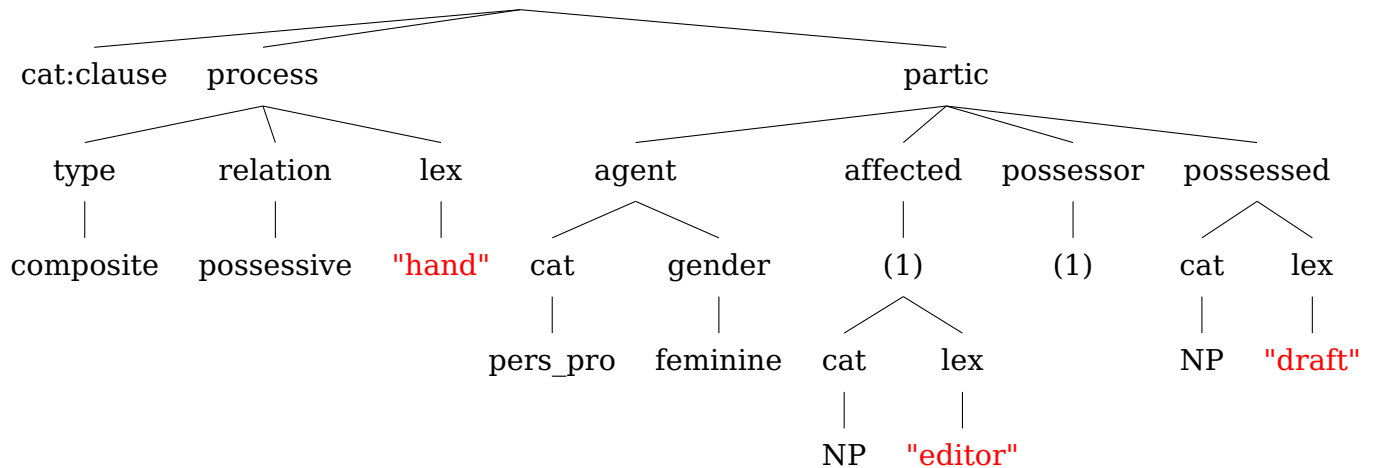 cat:clause process partic
type relation lex agent affected possessor possessed
composite possessive "hand" cat gender (1) (1) cat lex
pers_pro feminine cat lex NP "draft"
NP "editor"